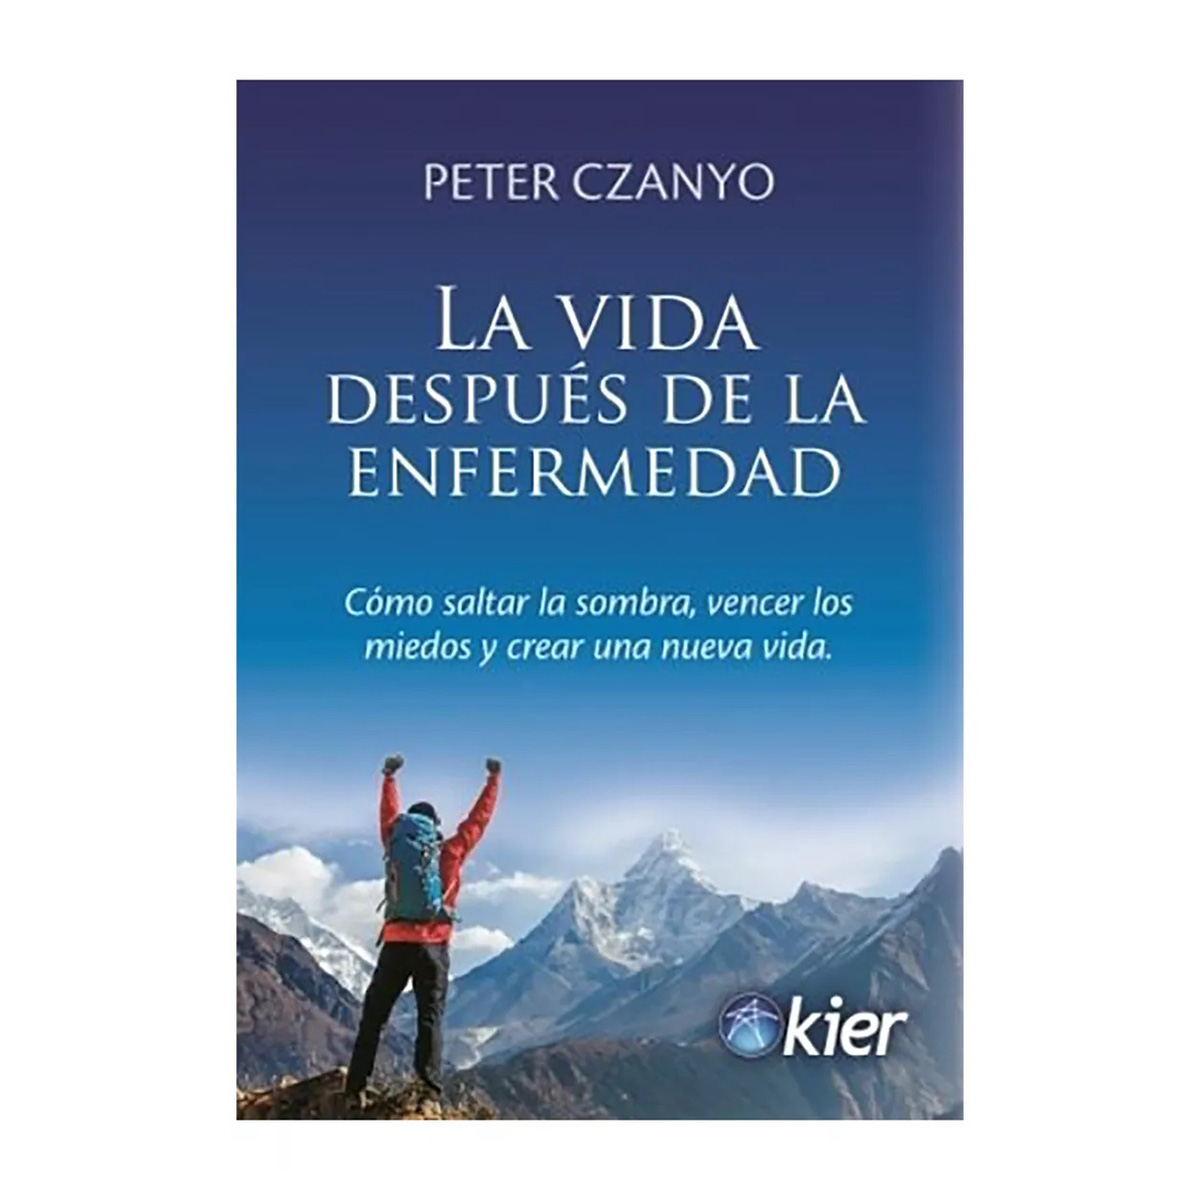 PETER CZANYO
LA VIDA
DESPUÉS DE LA
ENFERMEDAD
Cómo saltar la sombra, vencer los
miedos y crear una nueva vida.
kier